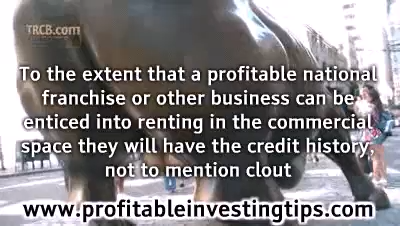 TRCB.com
To the extent that a profitable national
franchise or other business can be
enticed into renting in the commercial
space they will have the credit history,
not to mention clout
www.profitableinvestingtips.com